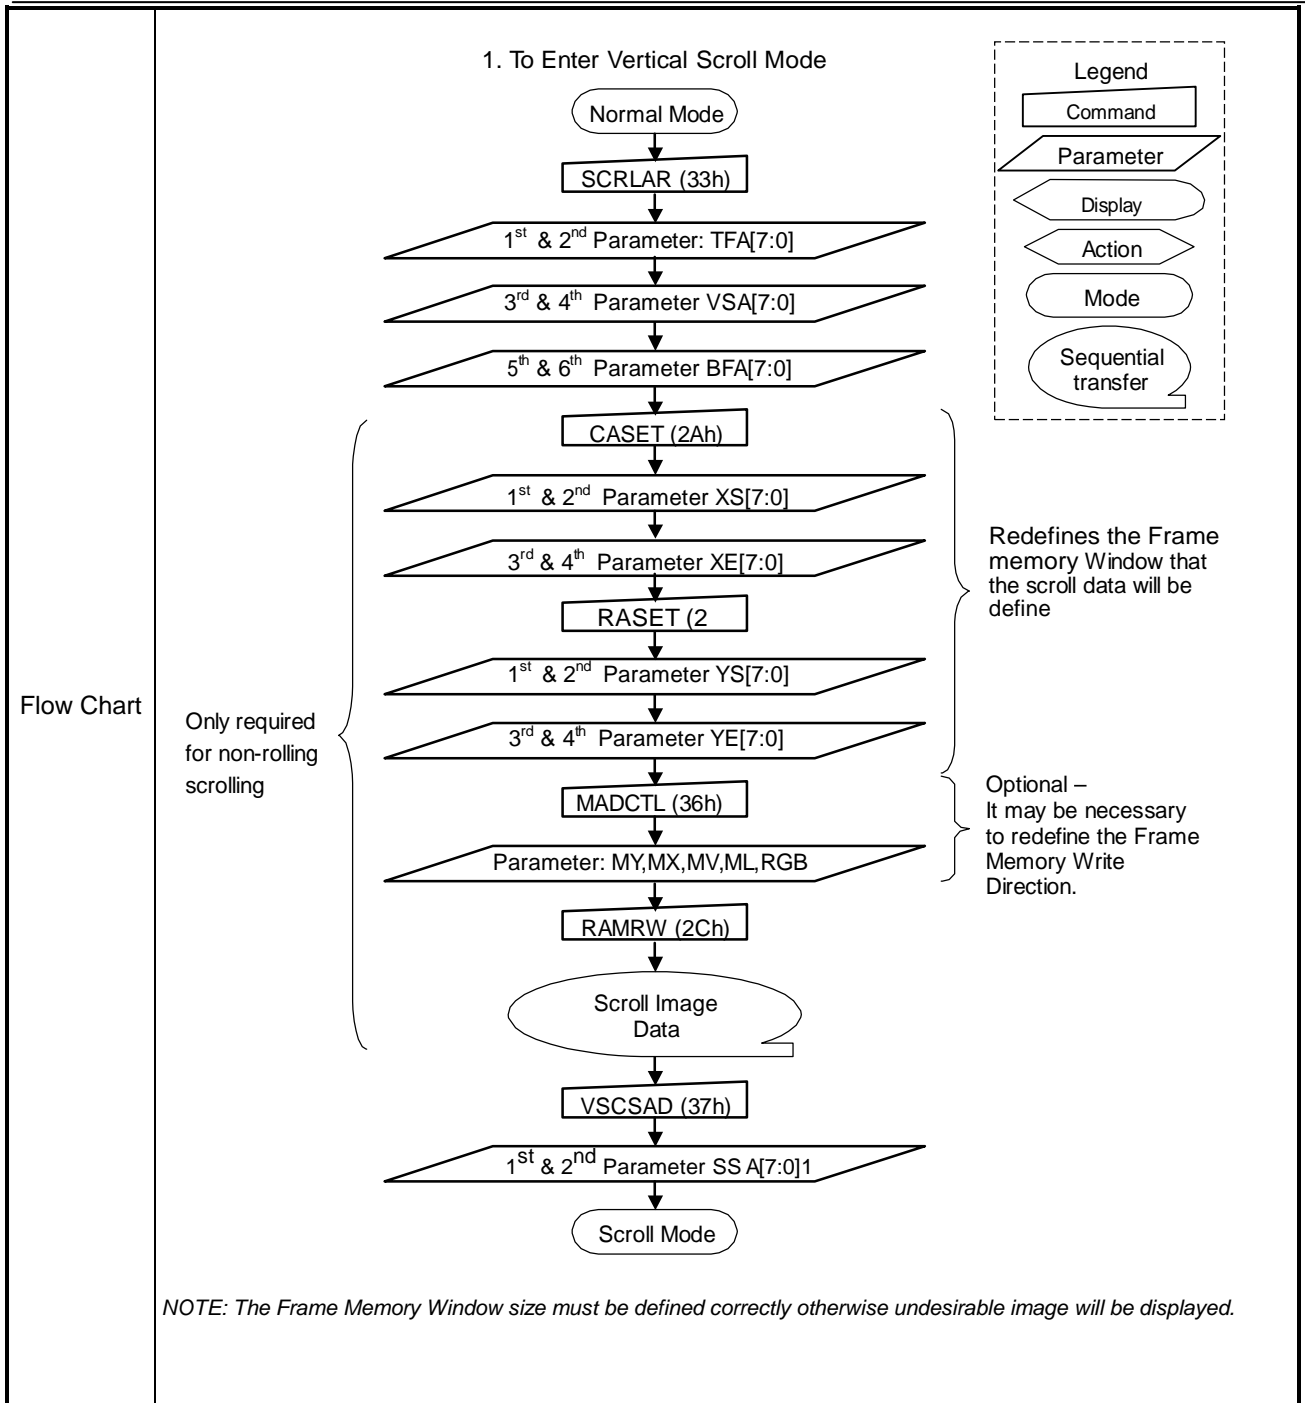 Flow Chart
1. To Enter Vertical Scroll Mode
Normal Mode
SCRLAR (33h)
1st & 2nd Parameter: TFA[7:0]
3rd & 4th Parameter VSA[7:0]
5th & 6th Parameter BFA[7:0]
CASET (2Ah)
1st & 2nd Parameter XS[7:0]
3rd & 4th Parameter XE[7:0]
RASET (2
1st & 2nd Parameter YS[7:0]
3rd & 4th Parameter YE[7:0]
MADCTL (36h)
Parameter: MY,MX,MV,ML,RGB
RAMRW (2Ch)
Scroll Image
Data
VSCSAD (37h)
1st & 2nd Parameter SSA[7:0]1
Scroll Mode
Only required
for non-rolling
scrolling
Redefines the Frame
memory Window that
the scroll data will be
define
Optional –
It may be necessary
to redefine the Frame
Memory Write
Direction.
Legend
Command
Parameter
Display
Action
Mode
Sequential
transfer
NOTE: The Frame Memory Window size must be defined correctly otherwise undesirable image will be displayed.